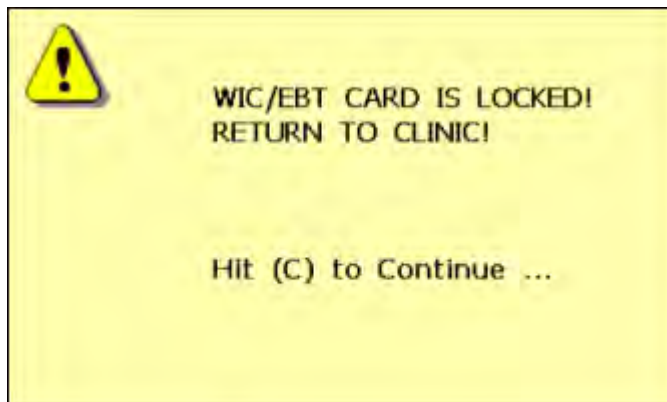 WIC/EBT CARD IS LOCKED!
RETURN TO CLINIC!
Hit (C) to Continue ...